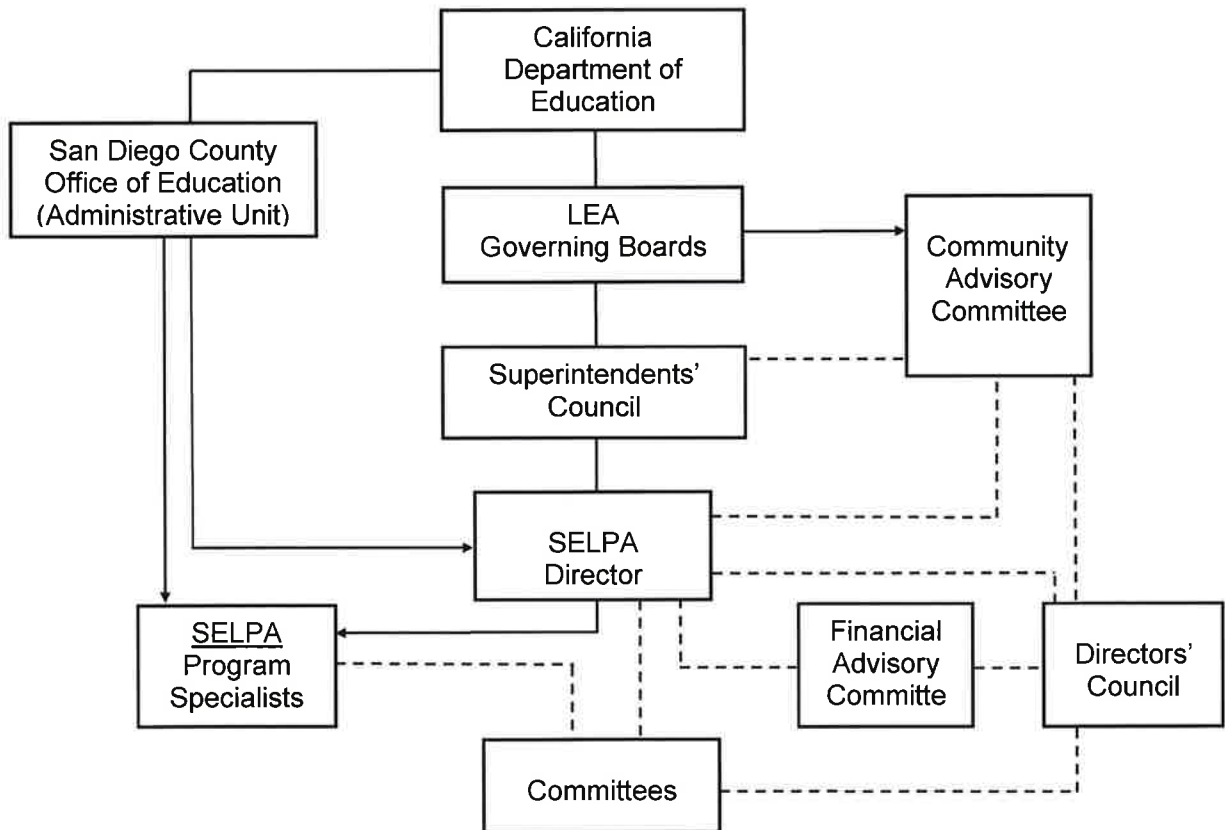 California
Department of
Education
San Diego County
Office of Education
(Administrative Unit)
LEA
Governing Boards
Community
Advisory
Committee
Superintendents'
Council
SELPA
Director
SELPA
Program
Specialists
Financial
Advisory
Committe
Directors'
Council
Committees